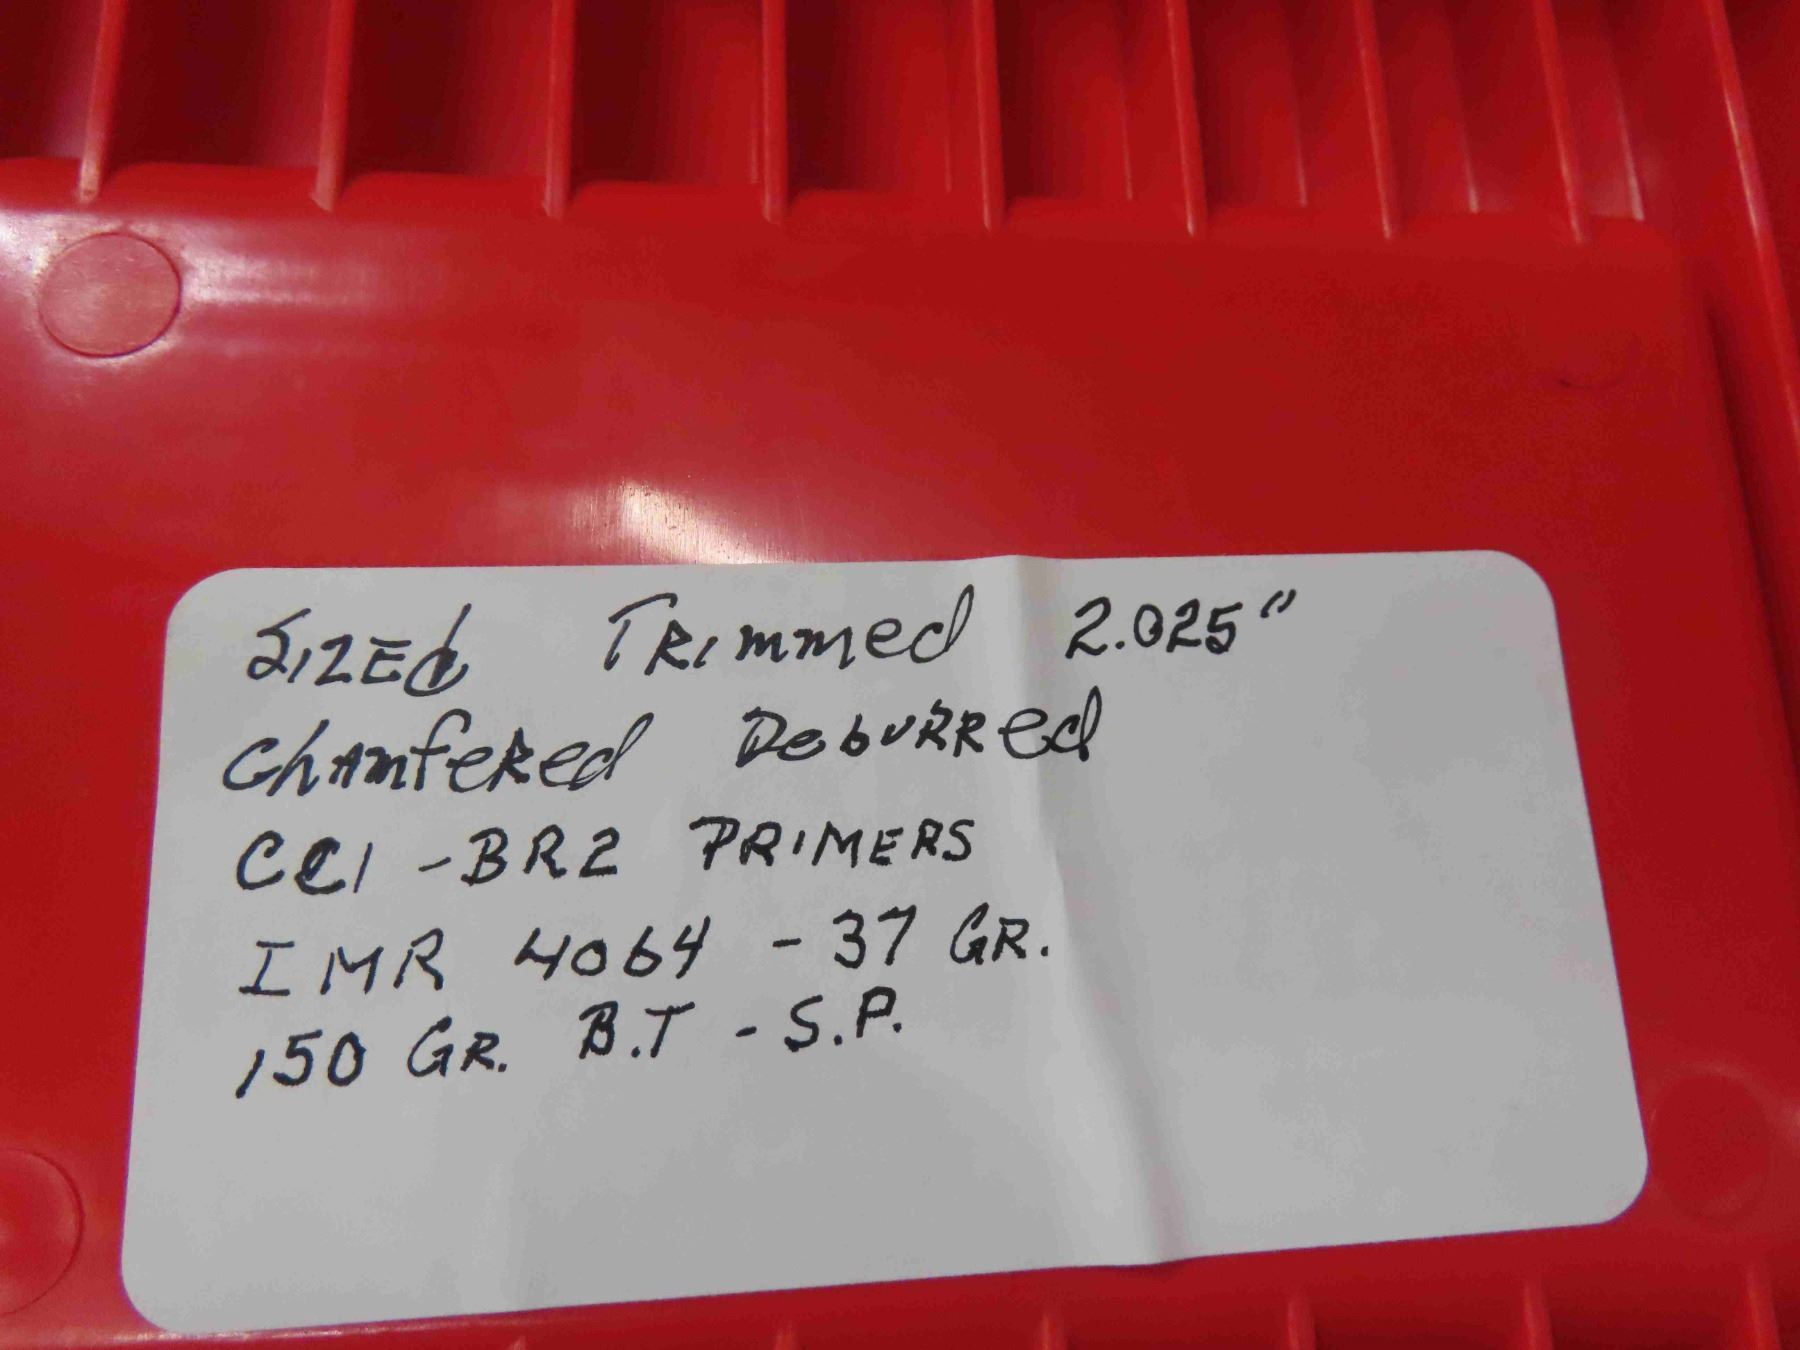 SIZEd TRimmed 2.025"
ChamfeRed DebURRed
CCI - BR2 PRIMERS
IMR 4064 - 37 GR.
150 GR. B.T - S.P.